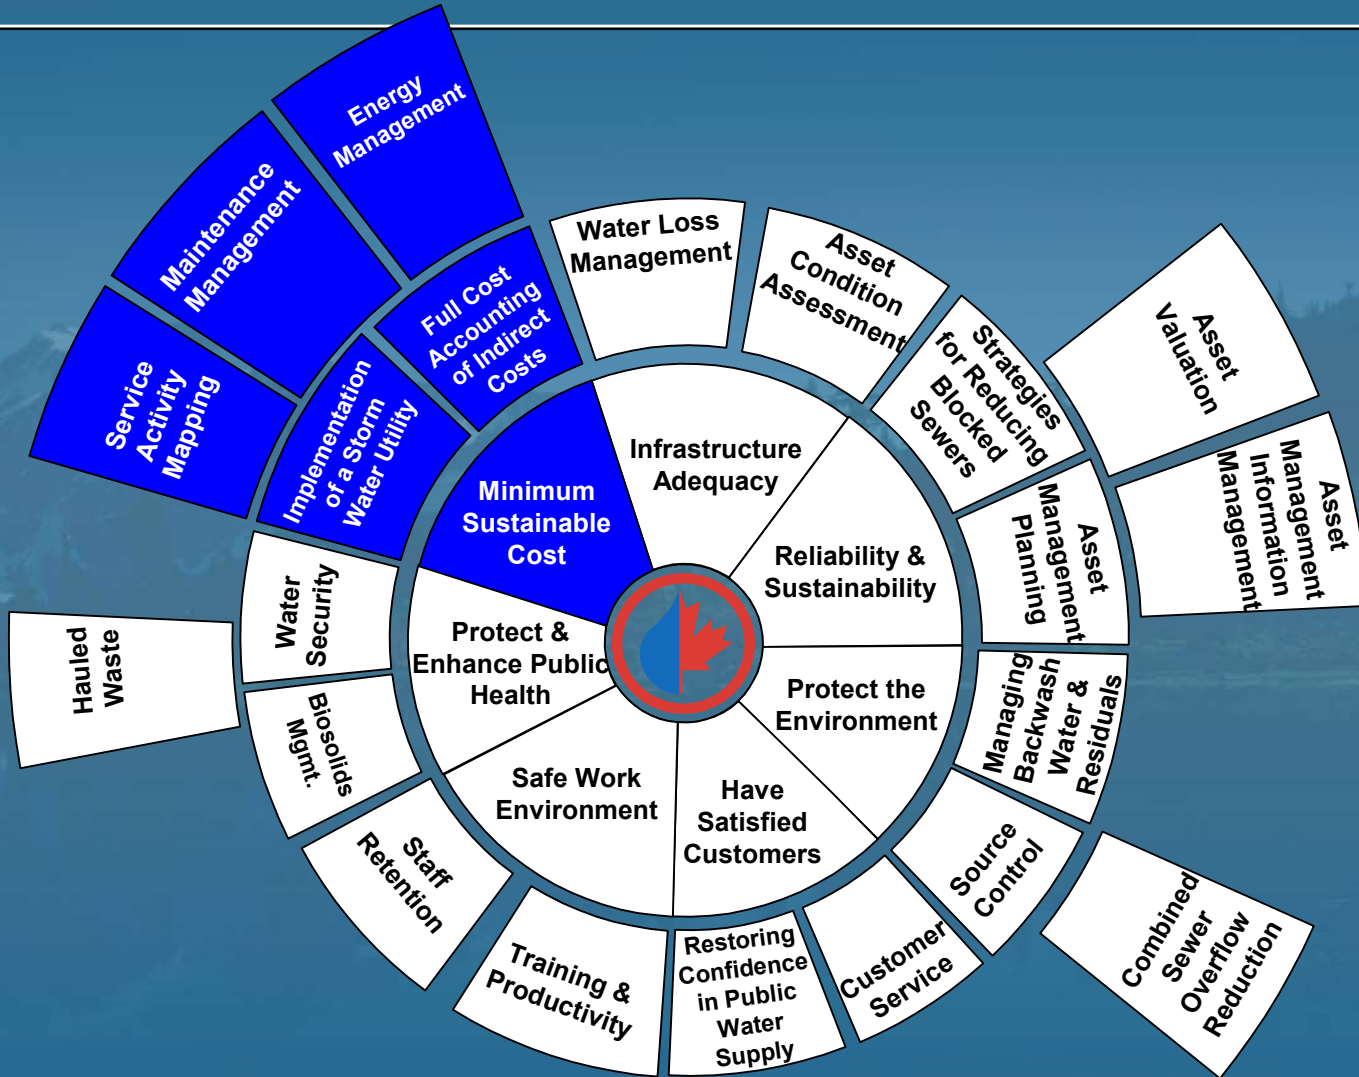 Energy
Management
Maintenance
Management
Service
Activity
Mapping
Full Cost
Accounting
of Indirect
Costs
Implementation
of a Storm
Water Utility
Minimum
Sustainable
Cost
Water Loss
Management
Asset
Condition
Assessment
Strategies
for Reducing
Blocked
Sewers
Asset
Valuation
Asset
Management
Information
Management
Asset
Management
Planning
Infrastructure
Adequacy
Reliability &
Sustainability
Protect the
Environment
Have
Satisfied
Customers
Safe Work
Environment
Protect &
Enhance Public
Health
Managing
Backwash
Water &
Residuals
Source
Control
Combined
Sewer
Overflow
Reduction
Customer
Service
Restoring
Confidence
in Public
Water
Supply
Training &
Productivity
Staff
Retention
Biosolids
Mgmt.
Water
Security
Hauled
Waste